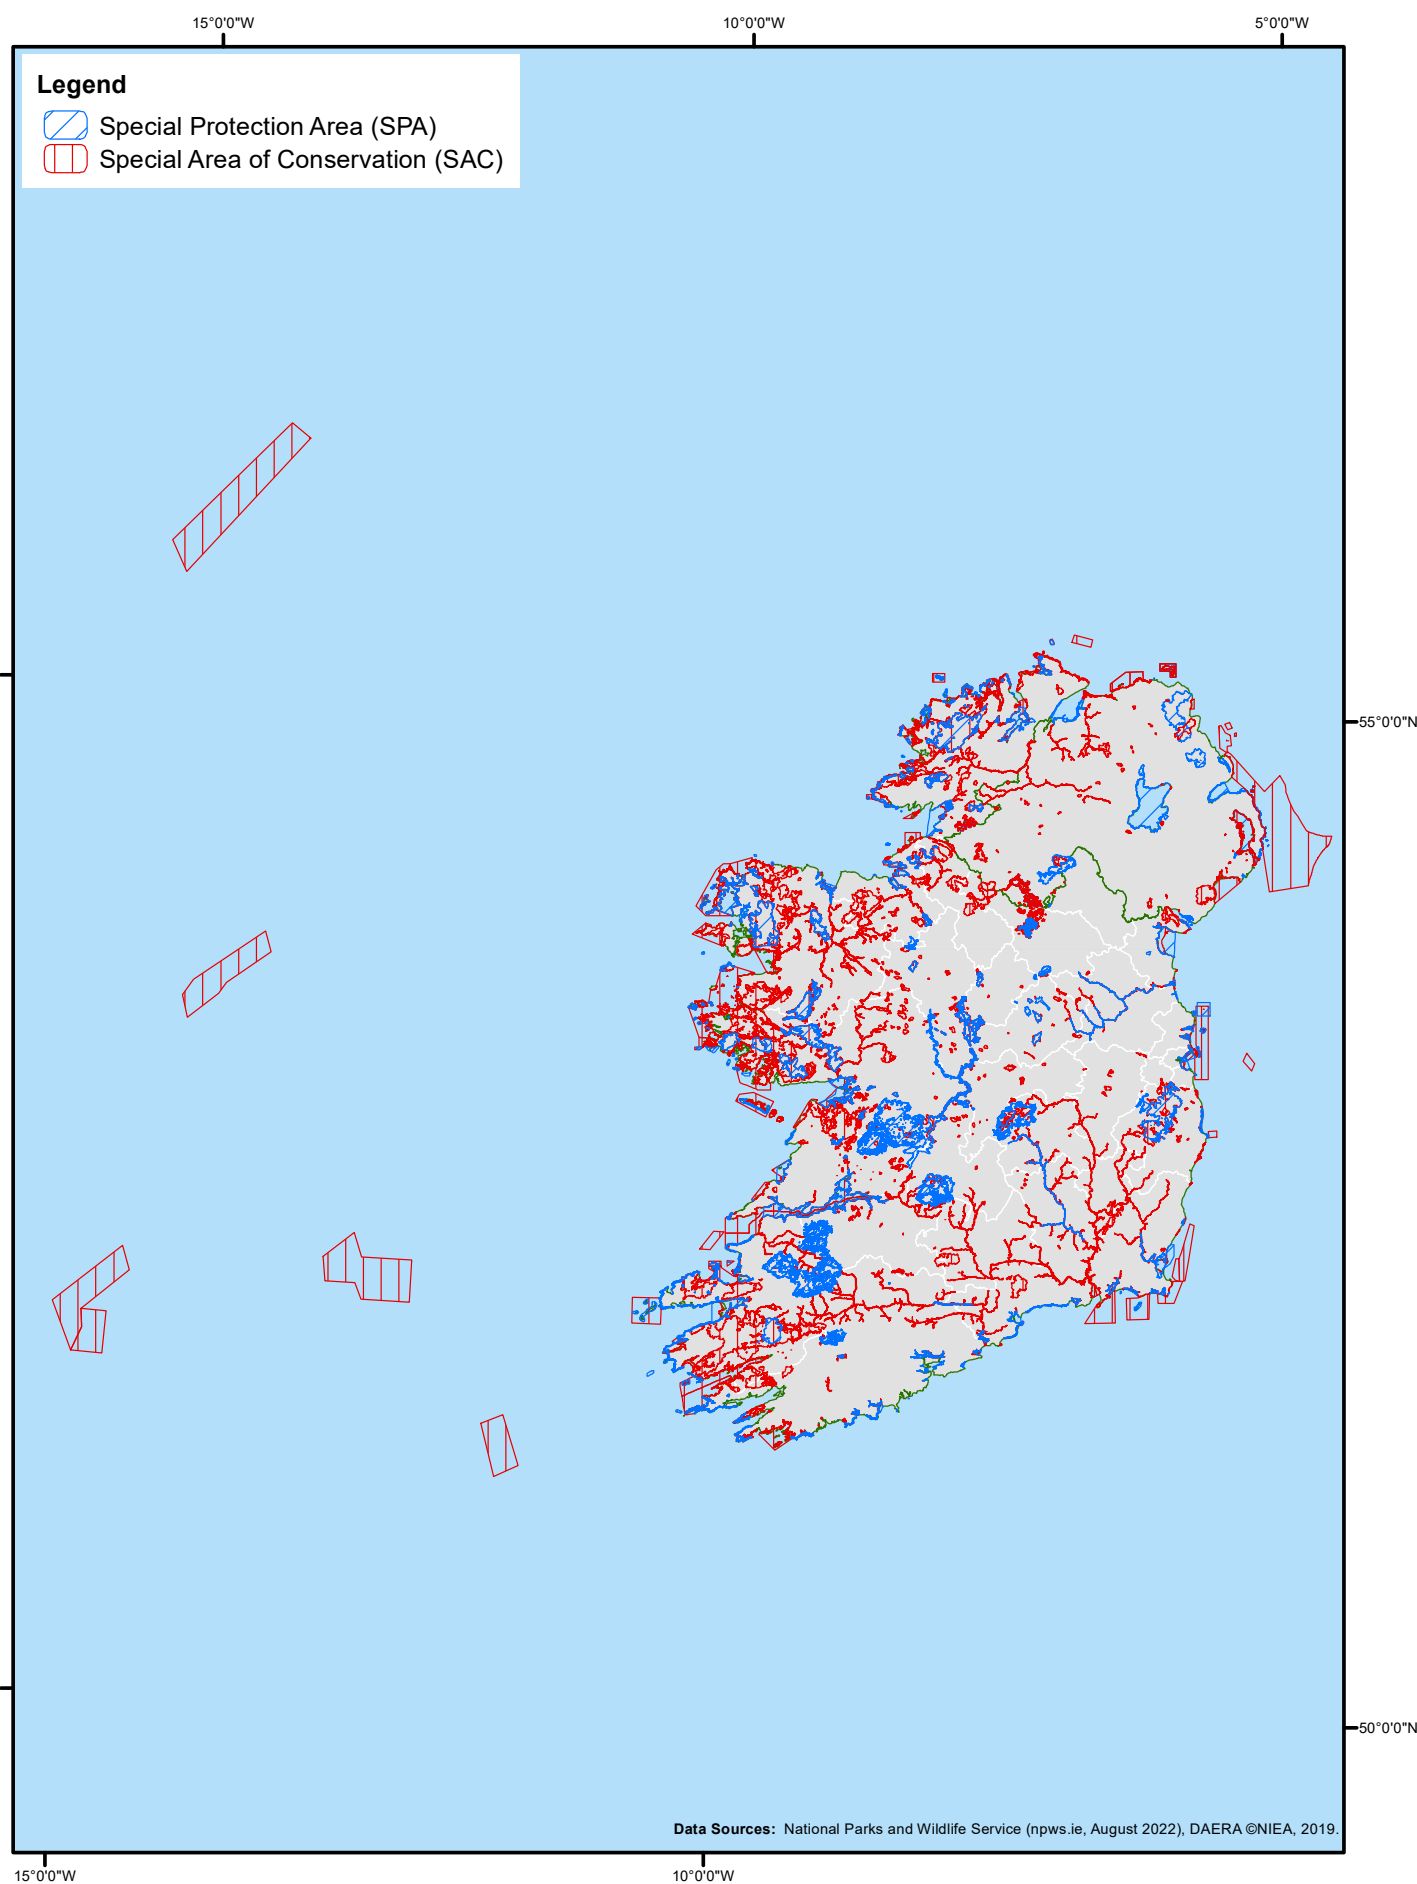 15°0'0"W
10°0'0"W
5°0'0"W
Legend
Special Protection Area (SPA)
Special Area of Conservation (SAC)
55°0'0"N
50°0'0"N
Data Sources: National Parks and Wildlife Service (npws.ie, August 2022), DAERA ©NIEA, 2019.
15°0'0"W
10°0'0"W